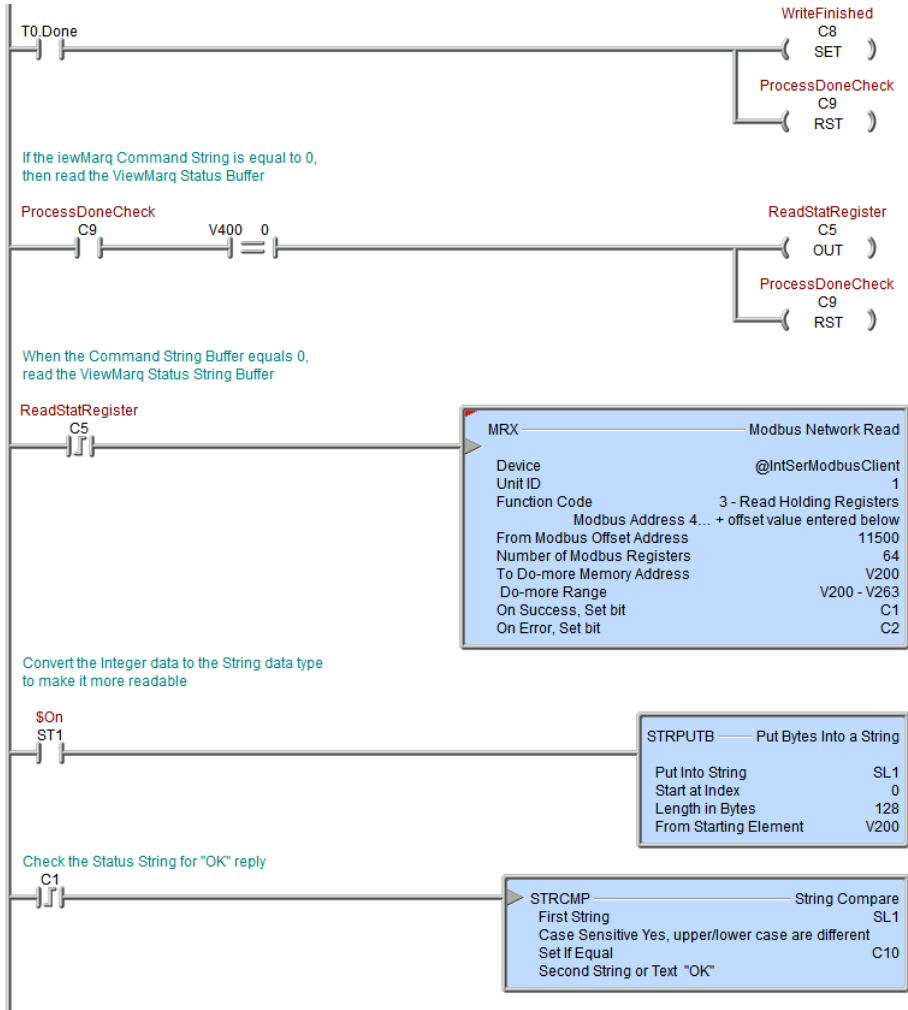 WriteFinished
T0.Done
C8
SET
ProcessDoneCheck
C9
RST
If the iewMarq Command String is equal to 0,
then read the ViewMarq Status Buffer
ProcessDoneCheck
C9
V400 0
ReadStatRegister
C5
OUT
ProcessDoneCheck
C9
RST
When the Command String Buffer equals 0,
read the ViewMarq Status String Buffer
ReadStatRegister
C5
MRX Modbus Network Read
Device @IntSerModbusClient
Unit ID 1
Function Code 3 - Read Holding Registers
Modbus Address 4... + offset value entered below
From Modbus Offset Address 11500
Number of Modbus Registers 64
To Do-more Memory Address V200
Do-more Range V200 - V263
On Success, Set bit C1
On Error, Set bit C2
Convert the Integer data to the String data type
to make it more readable
$On
ST1
STRPUTB Put Bytes Into a String
Put Into String SL1
Start at Index 0
Length in Bytes 128
From Starting Element V200
Check the Status String for "OK" reply
C1
STRCMP String Compare
First String SL1
Case Sensitive Yes, upper/lower case are different
Set If Equal C10
Second String or Text "OK"